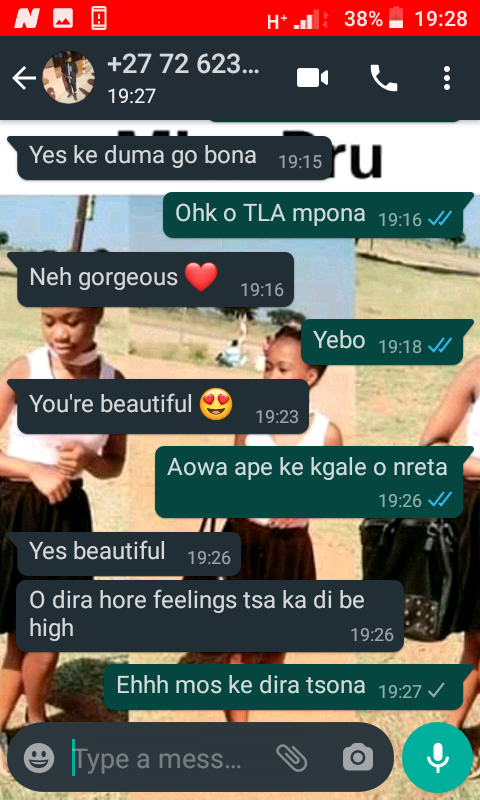 H+ 38% 19:28
+27 72 623...
19:27
ru
Yes ke duma go bona 19:15
Ohk o TLA mpona 19:16
Neh gorgeous ❤️ 19:16
Yebo 19:18
You're beautiful 😍 19:23
Aowa ape ke kgale o nreta
19:26
Yes beautiful 19:26
O dira hore feelings tsa ka di be
high
19:26
Ehhh mos ke dira tsona 19:27
Type a mess...